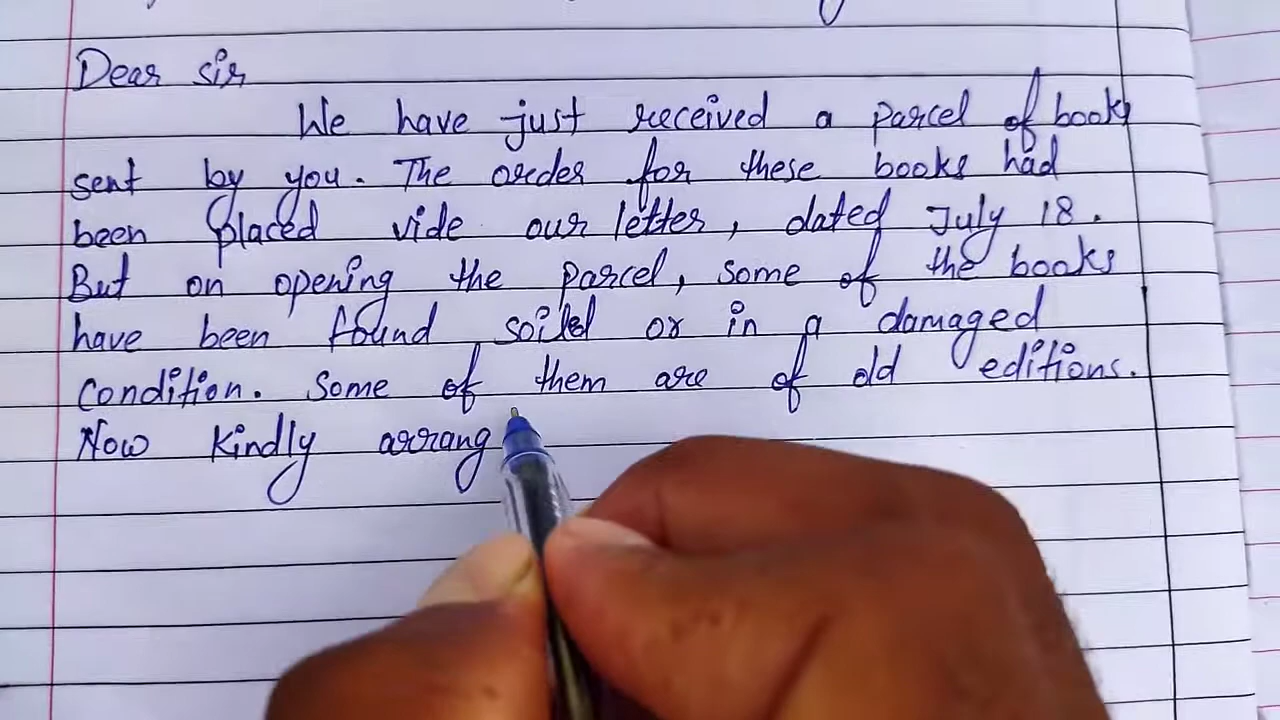 Dear sir
We have just received a parcel of books
sent by you. The order for these books had
been placed vide our letter, dated July 18.
But on opening the parcel, some of the books
have been found soiled or in a damaged
condition. Some of them are of old editions.
Now Kindly arrang